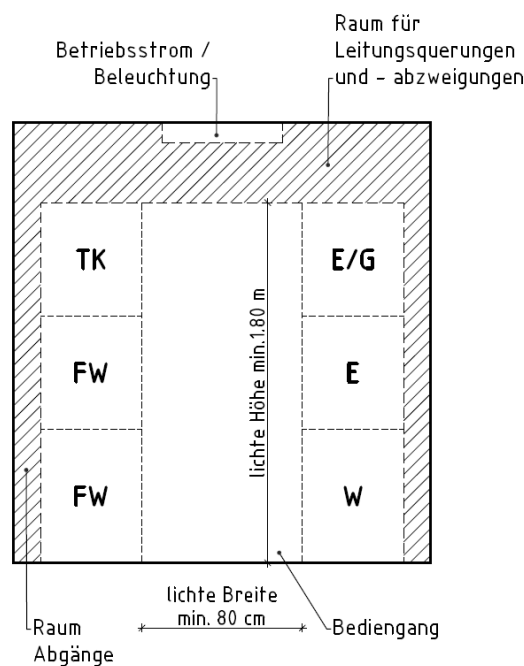 Betriebsstrom /
Beleuchtung
Raum für
Leitungsquerungen
und - abzweigungen
TK
E/G
FW
E
FW
W
lichte Höhe min.1.80 m
lichte Breite
min. 80 cm
Raum
Abgänge
Bediengang